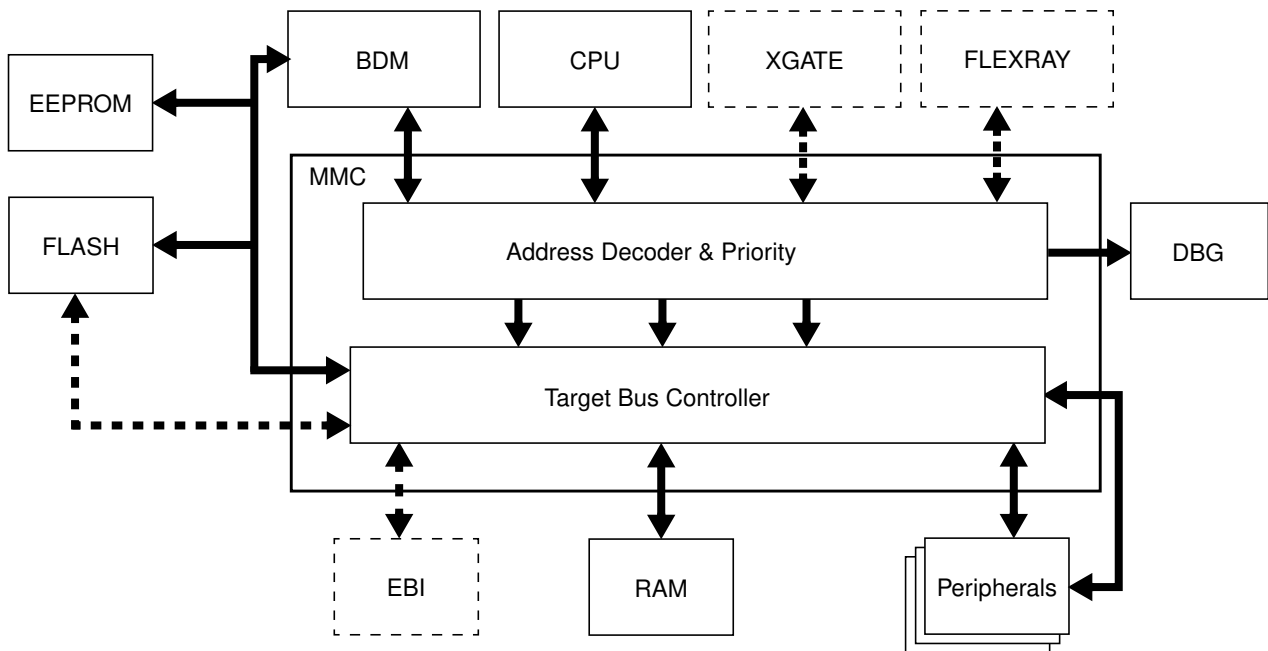 BDM
CPU
XGATE
FLEXRAY
EEPROM
MMC
FLASH
Address Decoder & Priority
DBG
Target Bus Controller
EBI
RAM
Peripherals